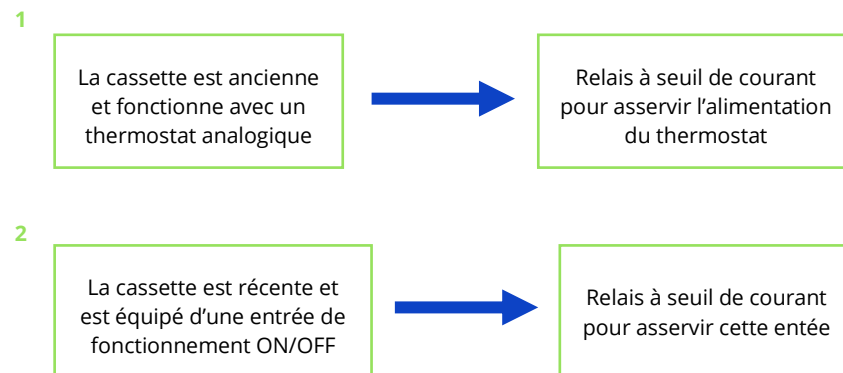 1
La cassette est ancienne
et fonctionne avec un
thermostat analogique
Relais à seuil de courant
pour asservir l’alimentation
du thermostat
2
La cassette est récente et
est équipé d’une entrée de
fonctionnement ON/OFF
Relais à seuil de courant
pour asservir cette entée